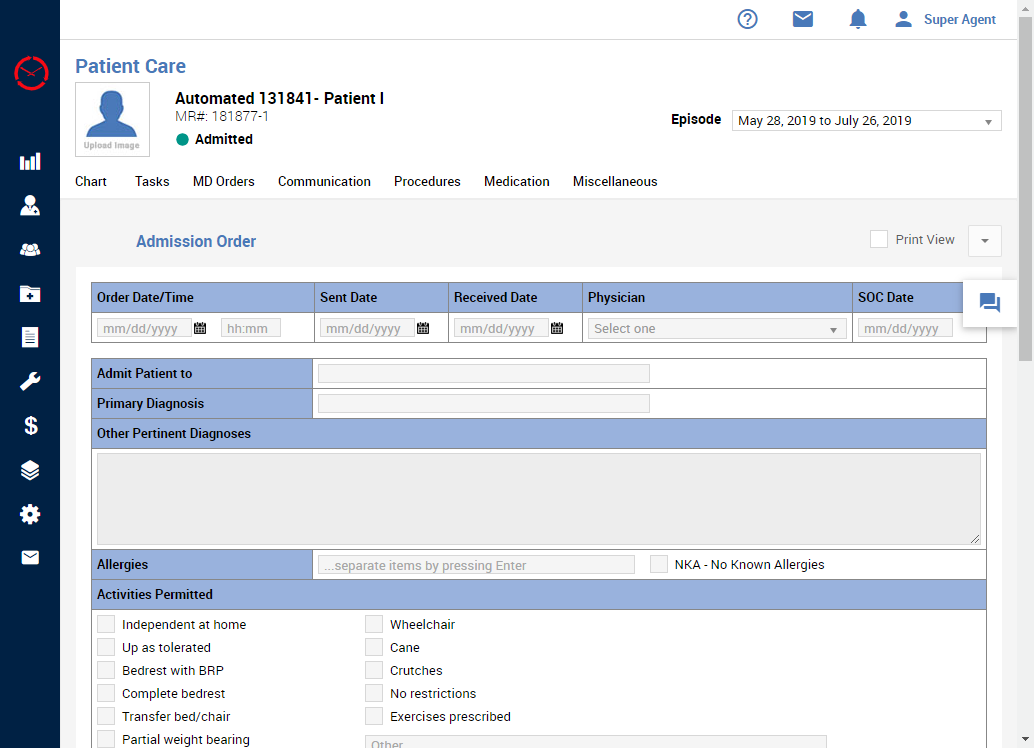 Super Agent
Patient Care
Upload Image
Automated 131841- Patient I
MR#: 181877-1
Admitted
Episode May 28, 2019 to July 26, 2019
Chart Tasks MD Orders Communication Procedures Medication Miscellaneous
Admission Order Print View
Order Date/Time Sent Date Received Date Physician SOC Date
mm/dd/yyyy hh:mm mm/dd/yyyy mm/dd/yyyy Select one mm/dd/yyyy
Admit Patient to
Primary Diagnosis
Other Pertinent Diagnoses
Allergies ...separate items by pressing Enter NKA - No Known Allergies
Activities Permitted
Independent at home Wheelchair
Up as tolerated Cane
Bedrest with BRP Crutches
Complete bedrest No restrictions
Transfer bed/chair Exercises prescribed
Partial weight bearing Other